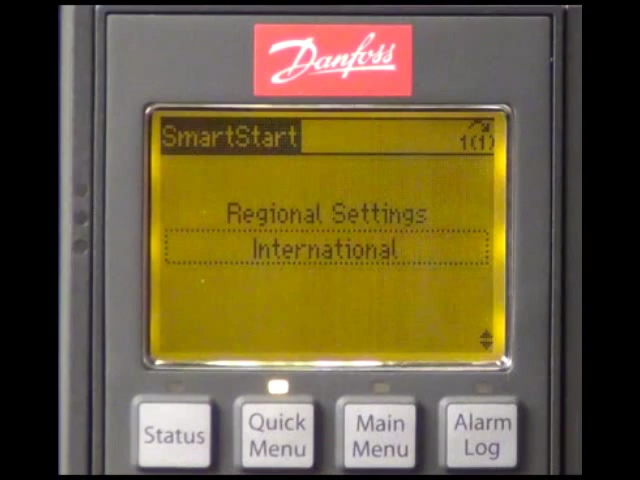 Danfoss
SmartStart
1(1)
Regional Settings
International
Status
Quick Menu
Main Menu
Alarm Log